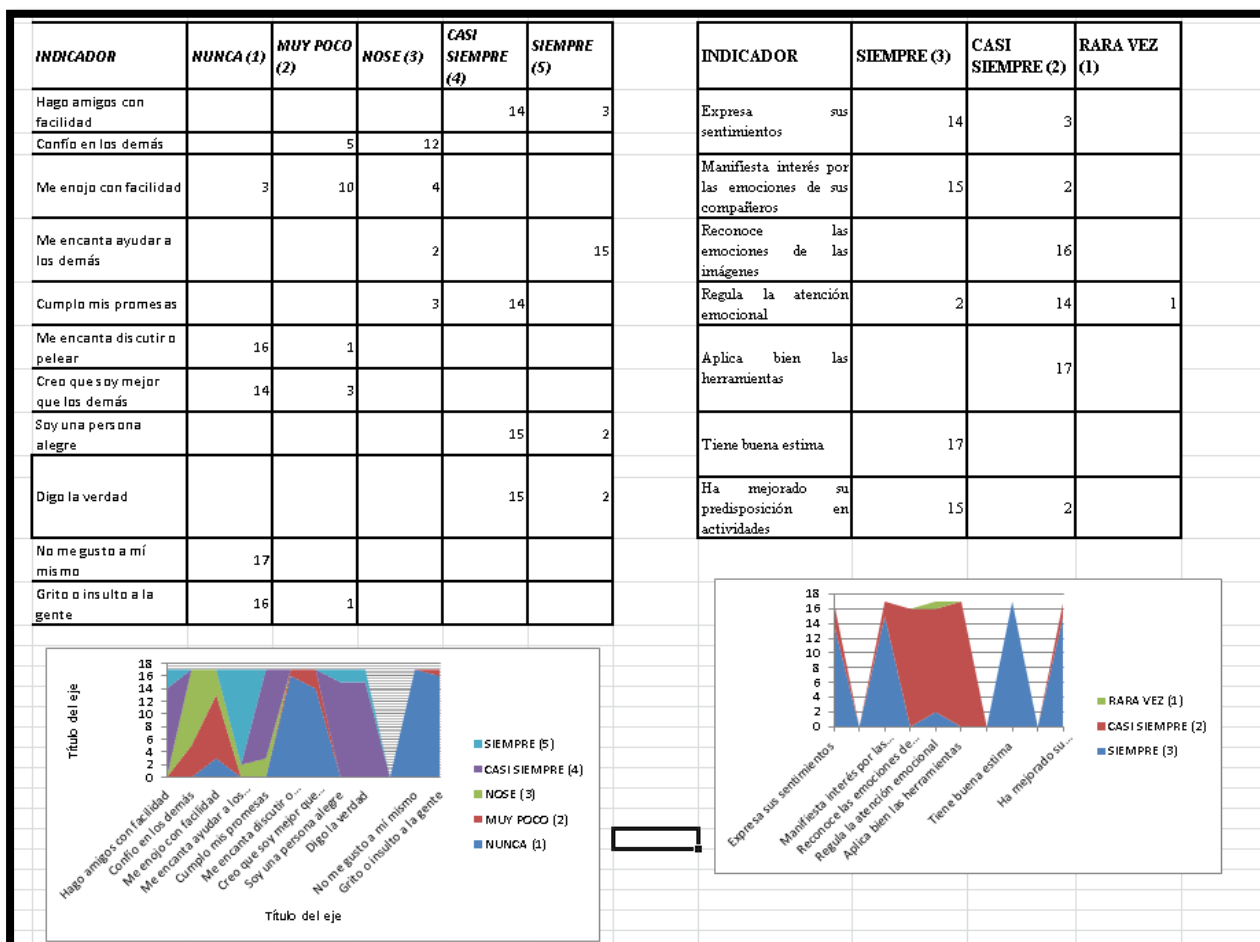 INDICADOR NUNCA (1) MUY POCO (2) NOSE (3) CASI SIEMPRE (4) SIEMPRE (5)
Hago amigos con facilidad 14 3
Confío en los demás 5 12
Me enojo con facilidad 3 10 4
Me encanta ayudar a los demás 2 15
Cumplo mis promesas 3 14
Me encanta discutir o pelear 16 1
Creo que soy mejor que los demás 14 3
Soy una persona alegre 15 2
Digo la verdad 15 2
No me gusto a mí mismo 17
Grito o insulto a la gente 16 1
INDICADOR SIEMPRE (3) CASI SIEMPRE (2) RARA VEZ (1)
Expresa sus sentimientos 14 3
Manifiesta interés por las emociones de sus compañeros 15 2
Reconoce las emociones de las imágenes 16
Regula la atención emocional 2 14 1
Aplica bien las herramientas 17
Tiene buena estima 17
Ha mejorado su predisposición en actividades 15 2
Título del eje
18
16
14
12
10
8
6
4
2
0
Hago amigos con facilidad
Confío en los demás
Me enojo con facilidad
Me encanta ayudar a los...
Cumplo mis promesas
Me encanta discutir o...
Creo que soy mejor que...
Soy una persona alegre
Digo la verdad
No me gusto a mí mismo
Grito o insulto a la gente
Título del eje
SIEMPRE (5)
CASI SIEMPRE (4)
NOSE (3)
MUY POCO (2)
NUNCA (1)
18
16
14
12
10
8
6
4
2
0
Expresa sus sentimientos
Manifiesta interés por las...
Reconoce las emociones de...
Regula la atención emocional
Aplica bien las herramientas
Tiene buena estima
Ha mejorado su...
RARA VEZ (1)
CASI SIEMPRE (2)
SIEMPRE (3)